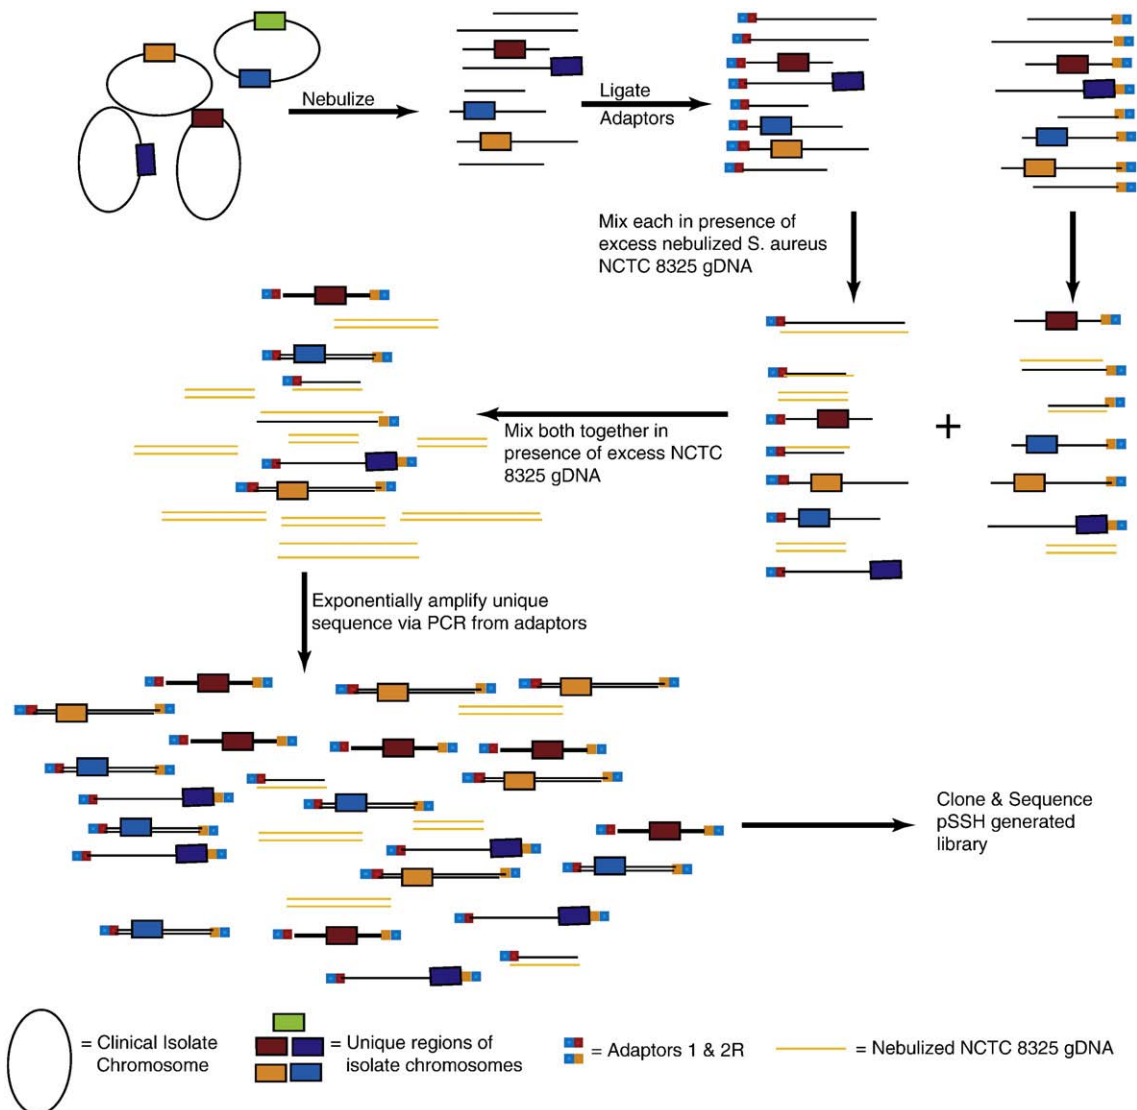 Nebulize
Ligate
Adaptors
Mix each in presence of
excess nebulized S. aureus
NCTC 8325 gDNA
+
Mix both together in
presence of excess NCTC
8325 gDNA
Exponentially amplify unique
sequence via PCR from adaptors
Clone & Sequence
pSSH generated
library
= Clinical Isolate
Chromosome
= Unique regions of
isolate chromosomes
= Adaptors 1 & 2R
= Nebulized NCTC 8325 gDNA